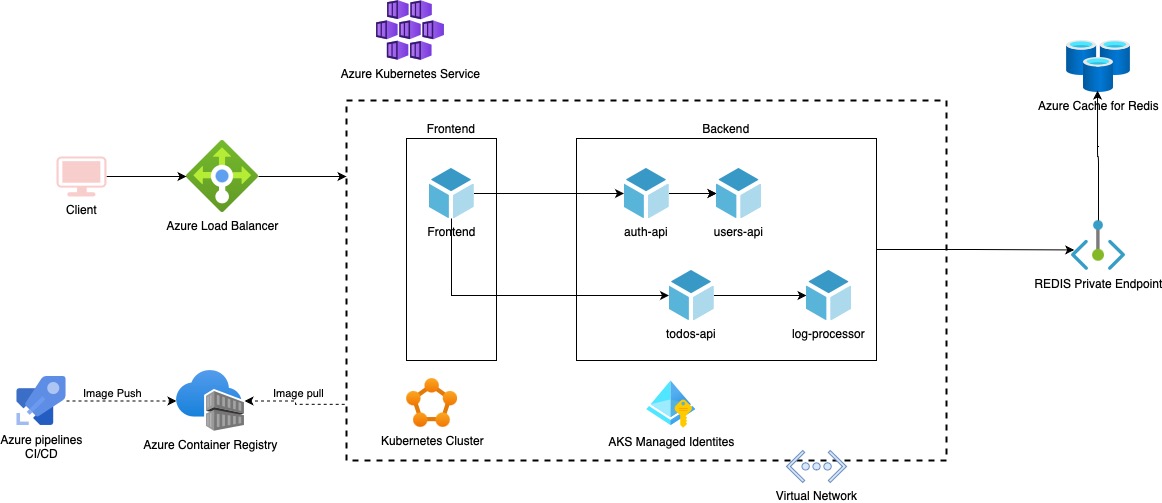 Azure Kubernetes Service
Azure Cache for Redis
Frontend
Backend
Client
Azure Load Balancer
Frontend
auth-api
users-api
REDIS Private Endpoint
todos-api
log-processor
Image Push
Image pull
Azure pipelines
CI/CD
Azure Container Registry
Kubernetes Cluster
AKS Managed Identites
Virtual Network